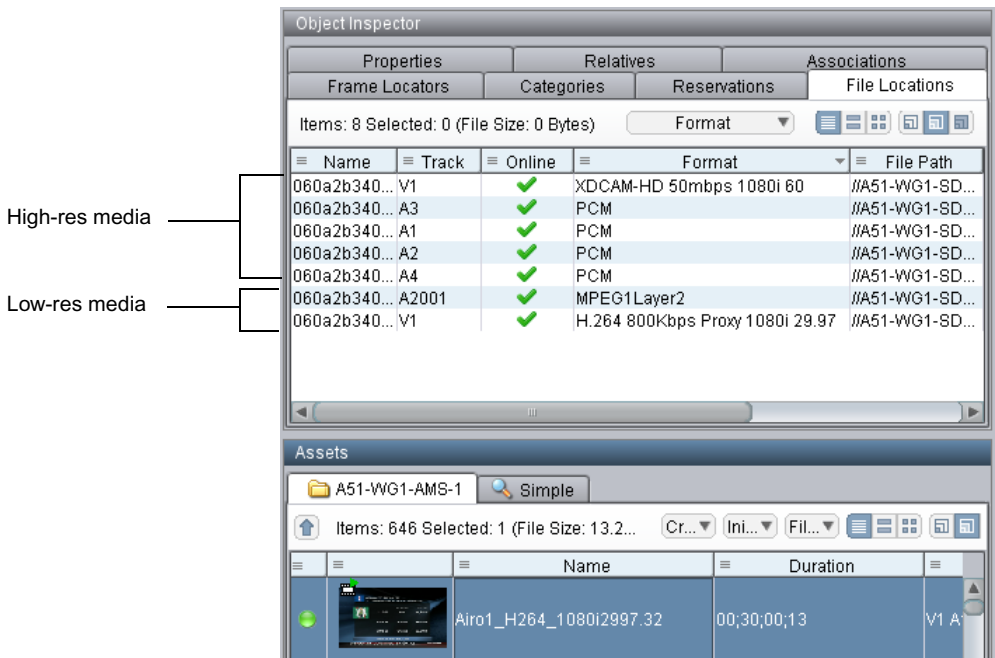 Object Inspector
Properties Relatives Associations
Frame Locators Categories Reservations File Locations
Items: 8 Selected: 0 (File Size: 0 Bytes) Format
Name Track Online Format File Path
060a2b340... V1 XDCAM-HD 50mbps 1080i 60 //A51-WG1-SD...
High-res media
060a2b340... A3 PCM //A51-WG1-SD...
060a2b340... A1 PCM //A51-WG1-SD...
060a2b340... A2 PCM //A51-WG1-SD...
060a2b340... A4 PCM //A51-WG1-SD...
Low-res media
060a2b340... A2001 MPEG1Layer2 //A51-WG1-SD...
060a2b340... V1 H.264 800Kbps Proxy 1080i 29.97 //A51-WG1-SD...
Assets
A51-WG1-AMS-1 Simple
Items: 646 Selected: 1 (File Size: 13.2... Cr... Ini... Fil...
Name Duration
Airo1_H264_1080i2997.32 00;30;00;13 V1 A